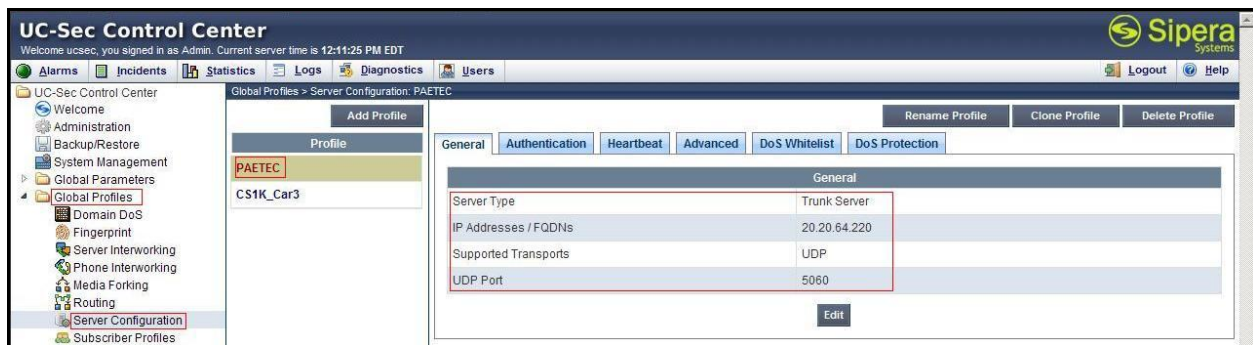 UC-Sec Control Center
Welcome ucsec, you signed in as Admin. Current server time is 12:11:25 PM EDT
Sipera
Systems
Alarms Incidents Statistics Logs Diagnostics Users Logout Help
UC-Sec Control Center
Welcome
Administration
Backup/Restore
System Management
Global Parameters
Global Profiles
Domain DoS
Fingerprint
Server Interworking
Phone Interworking
Media Forking
Routing
Server Configuration
Subscriber Profiles
Global Profiles > Server Configuration: PAETEC
Add Profile
Profile
PAETEC
CS1K_Car3
Rename Profile Clone Profile Delete Profile
General Authentication Heartbeat Advanced DoS Whitelist DoS Protection
General
Server Type Trunk Server
IP Addresses / FQDNs 20.20.64.220
Supported Transports UDP
UDP Port 5060
Edit